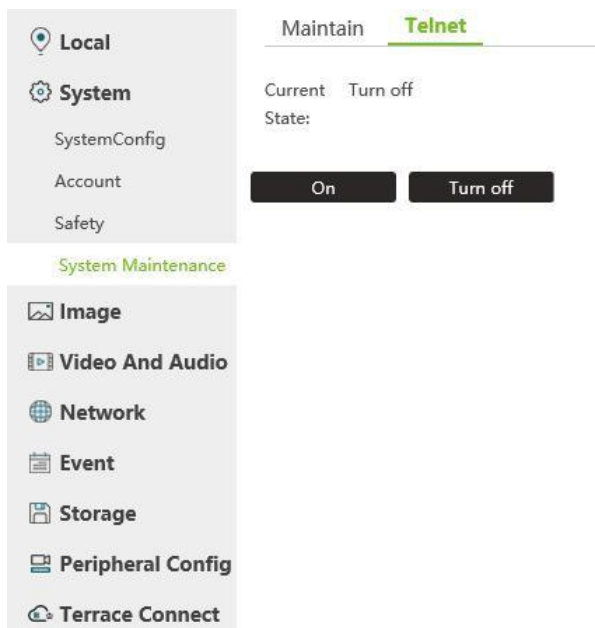 Local
System
SystemConfig
Account
Safety
System Maintenance
Image
Video And Audio
Network
Event
Storage
Peripheral Config
Terrace Connect
Maintain Telnet
Current Turn off
State:
On Turn off